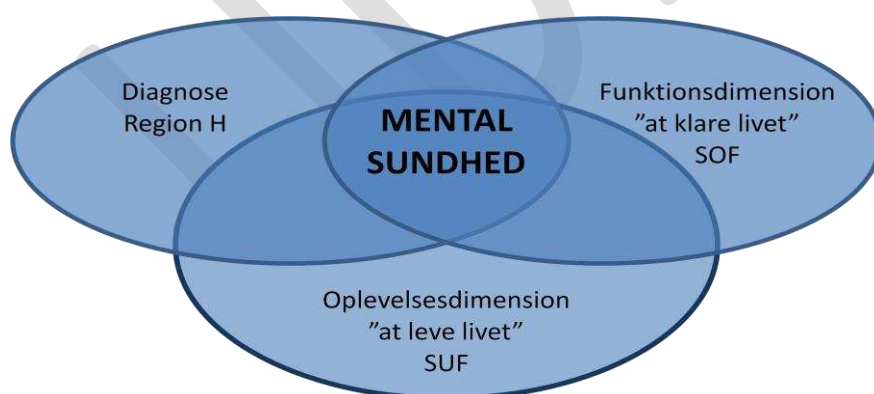 Diagnose
Region H
MENTAL
SUNDHED
Funktionsdimension
”at klare livet”
SOF
Oplevelsesdimension
”at leve livet”
SUF